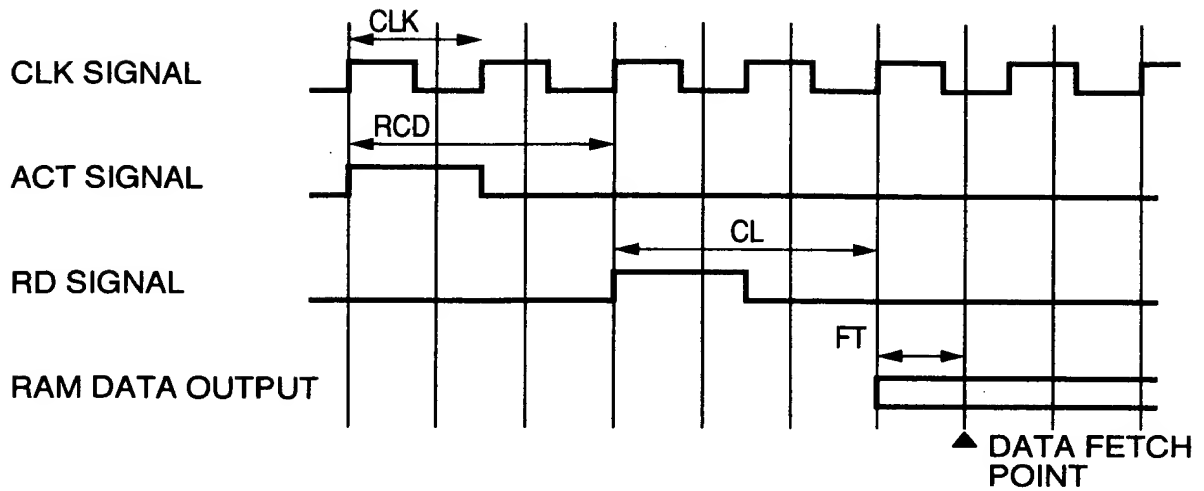 CLK
CLK SIGNAL
RCD
ACT SIGNAL
CL
RD SIGNAL
FT
RAM DATA OUTPUT
DATA FETCH
POINT